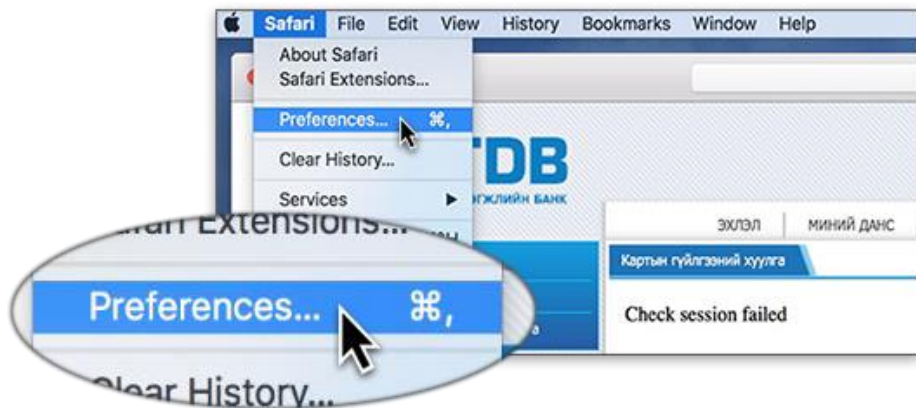 Safari File Edit View History Bookmarks Window Help
About Safari
Safari Extensions...
Preferences... ⌘,
Clear History...
Services
TDB
БАНК
ЭХЛЭЛ | МИНИЙ ДАНС
Картын гүйлгээний хуулга
Check session failed
Extensions...
Preferences... ⌘,
Clear History...